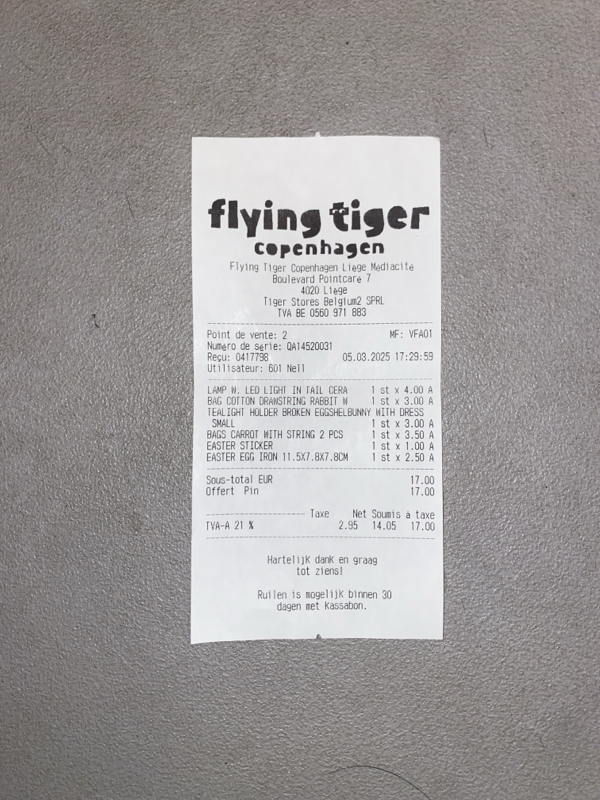 flying tiger
copenhagen
Flying Tiger Copenhagen Liège Médiacité
Boulevard Pointcaré 7
4020 Liège
Tiger Stores Belgium2 SPRL
TVA BE 0560 971 883
Point de vente: 2 MF: VFA01
Numéro de série: QA14520031
Reçu: 0417798 05.03.2025 17:29:59
Utilisateur: 601 Nell
LAMP W. LED LIGHT IN TAIL CERA 1 st x 4.00 A
BAG COTTON DRAWSTRING RABBIT W 1 st x 3.00 A
TEALIGHT HOLDER BROKEN EGGSHELBUNNY WITH DRESS
SMALL 1 st x 3.00 A
BAGS CARROT WITH STRING 2 PCS 1 st x 3.50 A
EASTER STICKER 1 st x 1.00 A
EASTER EGG IRON 11.5X7.8X7.8CM 1 st x 2.50 A
Sous-total EUR 17.00
Offert Pin 17.00
Taxe Net Soumis à taxe
TVA-A 21 % 2.95 14.05 17.00
Hartelijk dank en graag
tot ziens!
Ruilen is mogelijk binnen 30
dagen met kassabon.